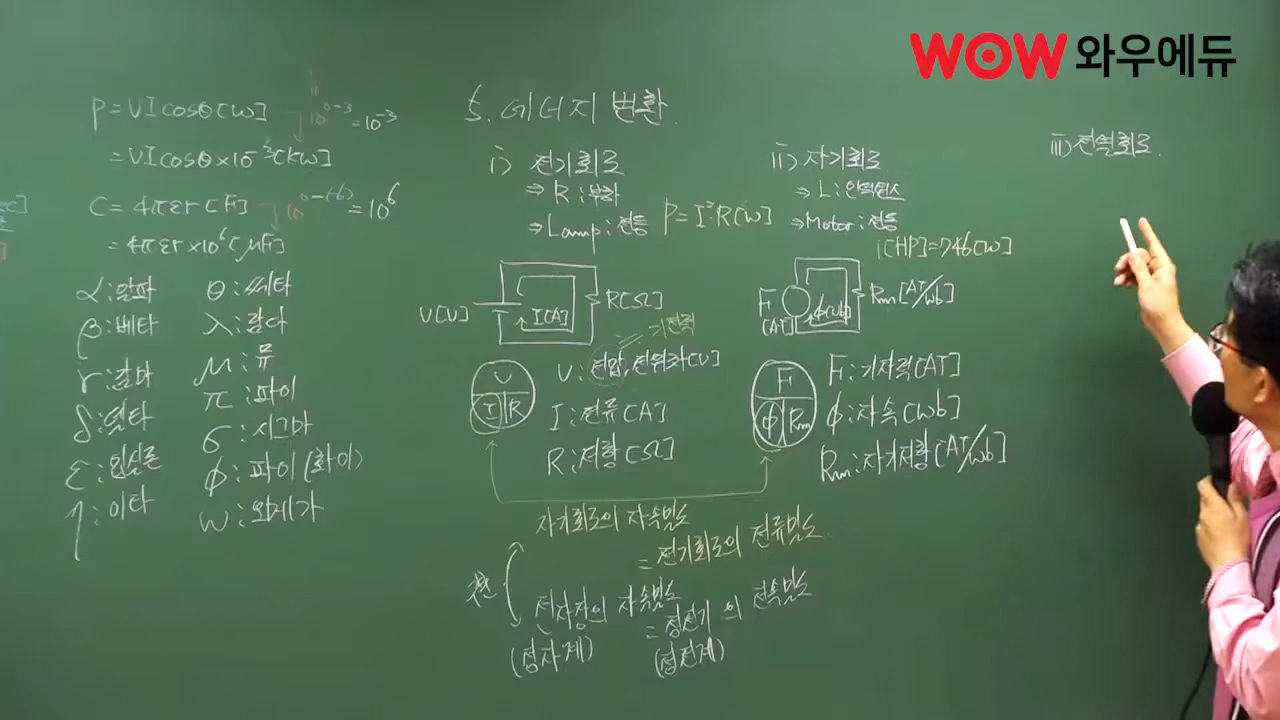 WOW 와우에듀
P=VIcosθ[W]
10⁰⁻³=10⁻³
=VIcosθ×10⁻³[kW]
C=4πεr[F]
10⁰⁻⁽⁻⁶⁾=10⁶
=4πεr×10⁶[μF]
α:알파
β:베타
r:감마
δ:델타
ε:입실론
η:이타
θ:쎄타
λ:람다
μ:뮤
π:파이
σ:시그마
φ:파이(화이)
ω:오메가
5. 에너지 변환
i) 전기회로
⇒R:부하
⇒Lamp:전등
P=I²R[W]
V[V]
I[A]
R[Ω]
기전력
V
I R
V:전압,전위차[V]
I:전류[A]
R:저항[Ω]
ii) 자기회로
⇒L:인덕턴스
⇒Motor:전동
1[HP]=746[W]
F
[AT]
φ[Wb]
Rm[AT/Wb]
F
φ Rm
F:기자력[AT]
φ:자속[Wb]
Rm:자기저항[AT/Wb]
iii) 전열회로.
자기회로의 자속밀도
=전기회로의 전류밀도
전자장의 자속밀도
=정전기의 전속밀도
(정자계)
(정전계)